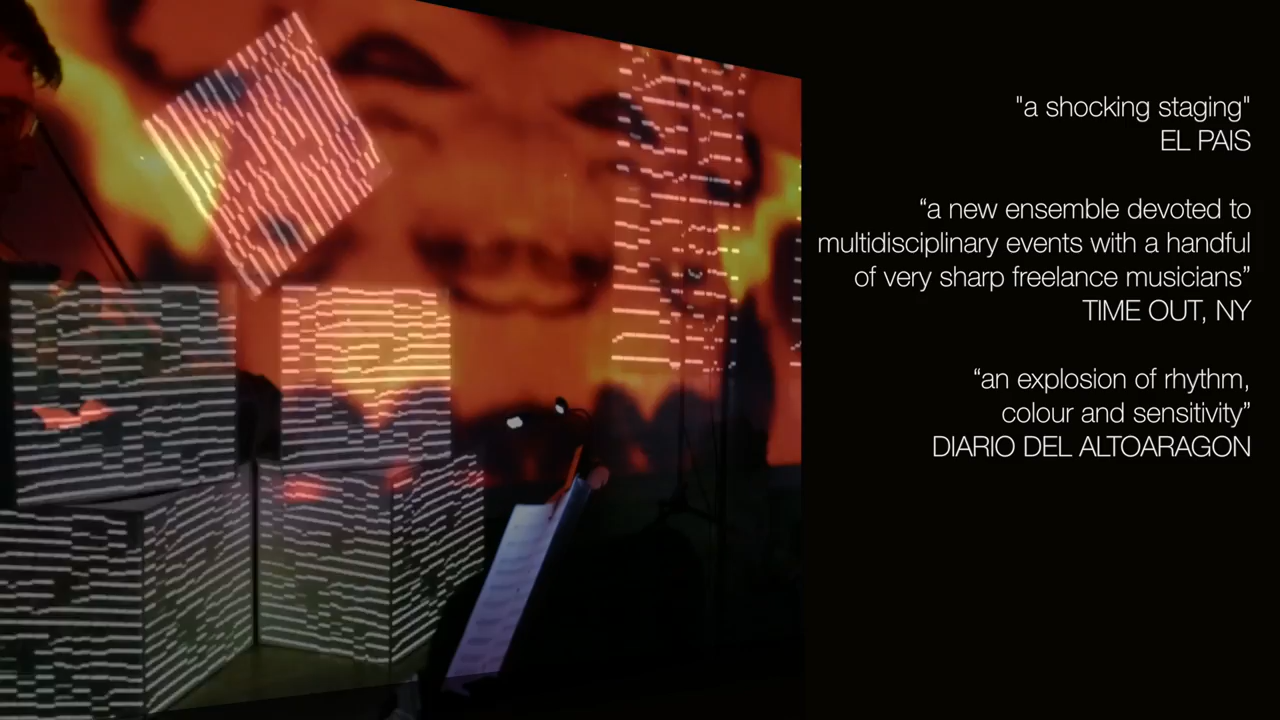 "a shocking staging"
EL PAIS
“a new ensemble devoted to
multidisciplinary events with a handful
of very sharp freelance musicians”
TIME OUT, NY
“an explosion of rhythm,
colour and sensitivity”
DIARIO DEL ALTOARAGON